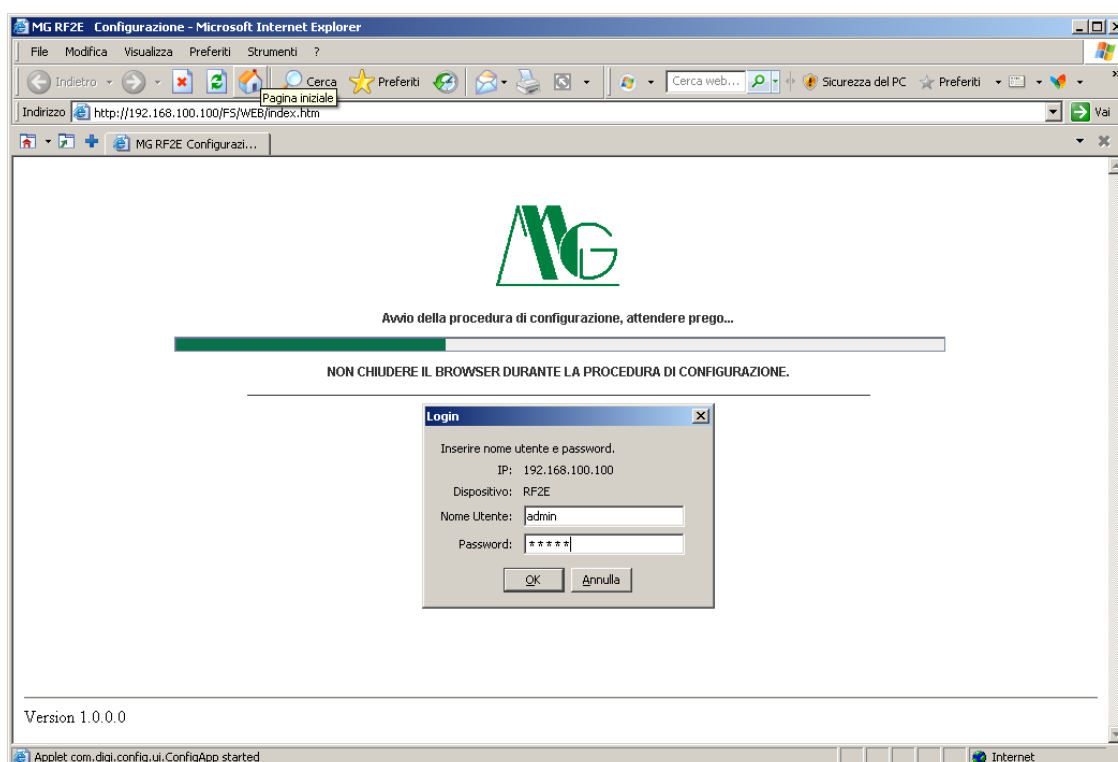 MG RF2E Configurazione - Microsoft Internet Explorer
File Modifica Visualizza Preferiti Strumenti ?
Indietro Cerca Preferiti Cerca web... Sicurezza del PC Preferiti »
Pagina iniziale
Indirizzo http://192.168.100.100/FS/WEB/index.htm Vai
MG RF2E Configurazi...
MG
Avvio della procedura di configurazione, attendere prego...
NON CHIUDERE IL BROWSER DURANTE LA PROCEDURA DI CONFIGURAZIONE.
Login
Inserire nome utente e password.
IP: 192.168.100.100
Dispositivo: RF2E
Nome Utente: admin
Password: *****
OK Annulla
Version 1.0.0.0
Applet com.digi.config.ui.ConfigApp started Internet